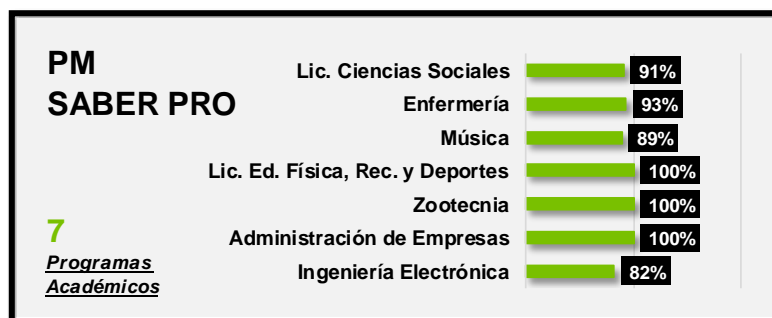 PM
SABER PRO
7
Programas
Académicos
Lic. Ciencias Sociales 91%
Enfermería 93%
Música 89%
Lic. Ed. Física, Rec. y Deportes 100%
Zootecnia 100%
Administración de Empresas 100%
Ingeniería Electrónica 82%